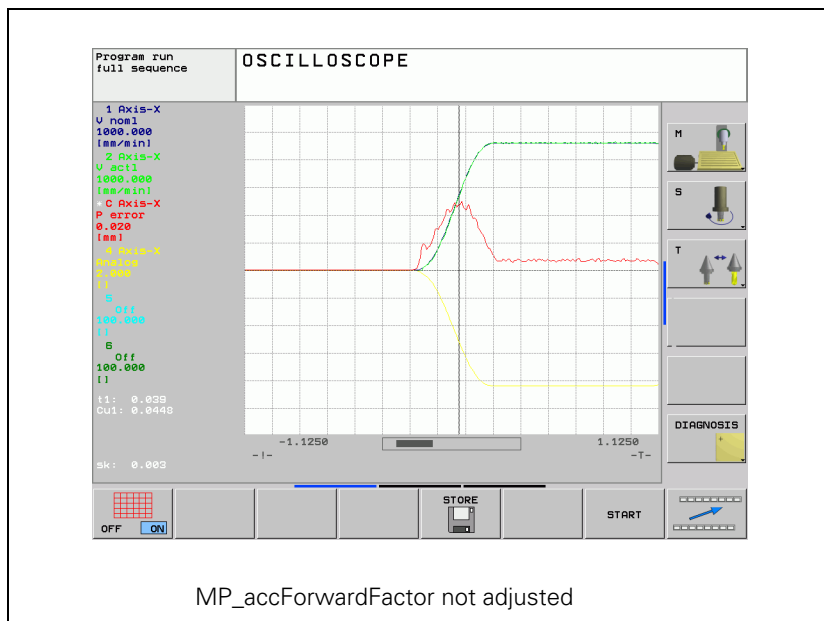 Program run
full sequence
OSCILLOSCOPE
1 Axis-X
V noml
1000.000
[mm/min]
2 Axis-X
V actl
1000.000
[mm/min]
*C Axis-X
P error
0.020
[mm]
4 Axis-X
Analog
2.000
[]
5
Off
100.000
[]
6
Off
100.000
[]
t1: 0.039
Cu1: 0.0448
sk: 0.003
-1.1250
1.1250
-!-
-T-
M
S
T
DIAGNOSIS
OFF ON
STORE
START
MP_accForwardFactor not adjusted